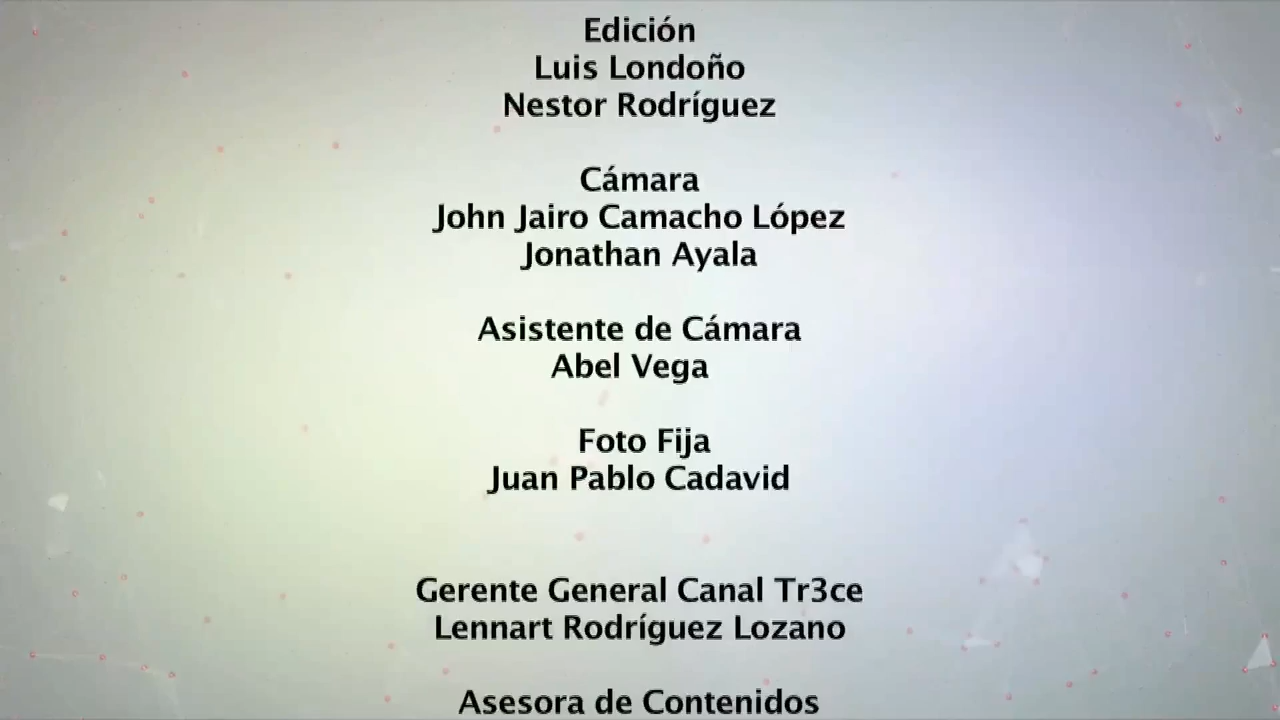 Edición
Luis Londoño
Nestor Rodríguez
Cámara
John Jairo Camacho López
Jonathan Ayala
Asistente de Cámara
Abel Vega
Foto Fija
Juan Pablo Cadavid
Gerente General Canal Tr3ce
Lennart Rodríguez Lozano
Asesora de Contenidos